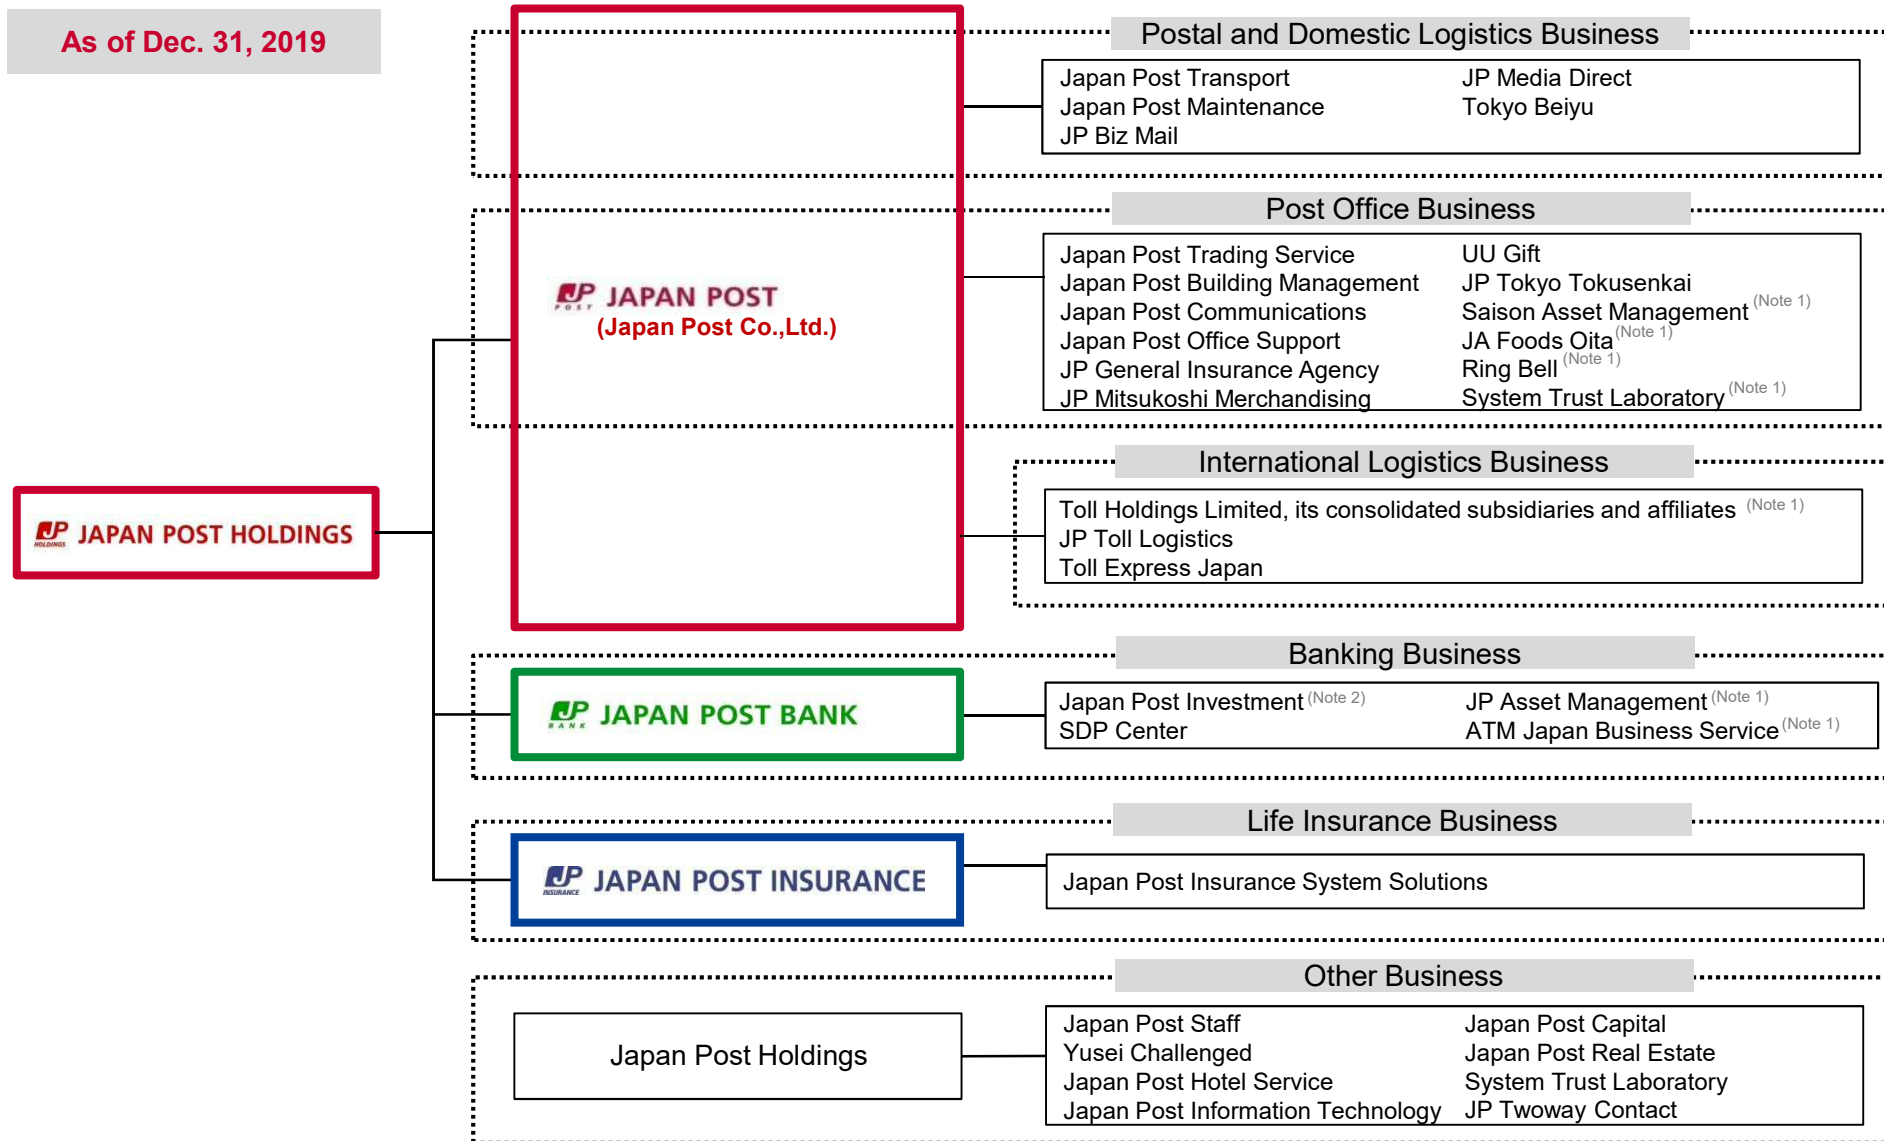 As of Dec. 31, 2019
Postal and Domestic Logistics Business
Japan Post Transport
Japan Post Maintenance
JP Biz Mail
JP Media Direct
Tokyo Beiyu
Post Office Business
JP POST JAPAN POST
(Japan Post Co.,Ltd.)
Japan Post Trading Service
Japan Post Building Management
Japan Post Communications
Japan Post Office Support
JP General Insurance Agency
JP Mitsukoshi Merchandising
UU Gift
JP Tokyo Tokusenkai
Saison Asset Management (Note 1)
JA Foods Oita (Note 1)
Ring Bell (Note 1)
System Trust Laboratory (Note 1)
International Logistics Business
Toll Holdings Limited, its consolidated subsidiaries and affiliates (Note 1)
JP Toll Logistics
Toll Express Japan
JP HOLDINGS JAPAN POST HOLDINGS
Banking Business
JP BANK JAPAN POST BANK
Japan Post Investment (Note 2)
SDP Center
JP Asset Management (Note 1)
ATM Japan Business Service (Note 1)
Life Insurance Business
JP INSURANCE JAPAN POST INSURANCE
Japan Post Insurance System Solutions
Other Business
Japan Post Holdings
Japan Post Staff
Yusei Challenged
Japan Post Hotel Service
Japan Post Information Technology
Japan Post Capital
Japan Post Real Estate
System Trust Laboratory
JP Twoway Contact